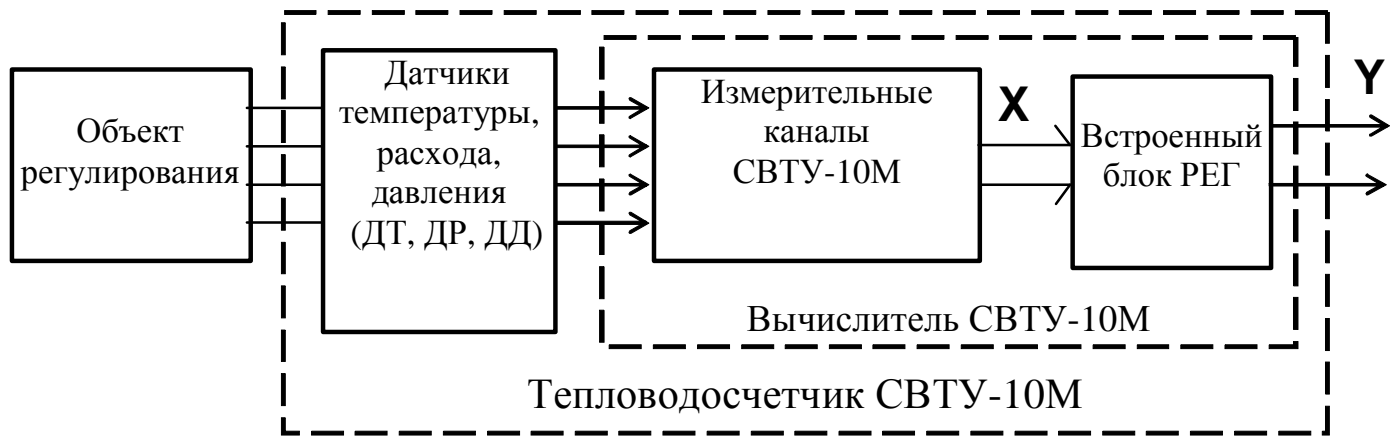 Объект
регулирования
Датчики
температуры,
расхода,
давления
(ДТ, ДР, ДД)
Измерительные
каналы
СВТУ-10М
X
Встроенный
блок РЕГ
Y
Вычислитель СВТУ-10М
Тепловодосчетчик СВТУ-10М